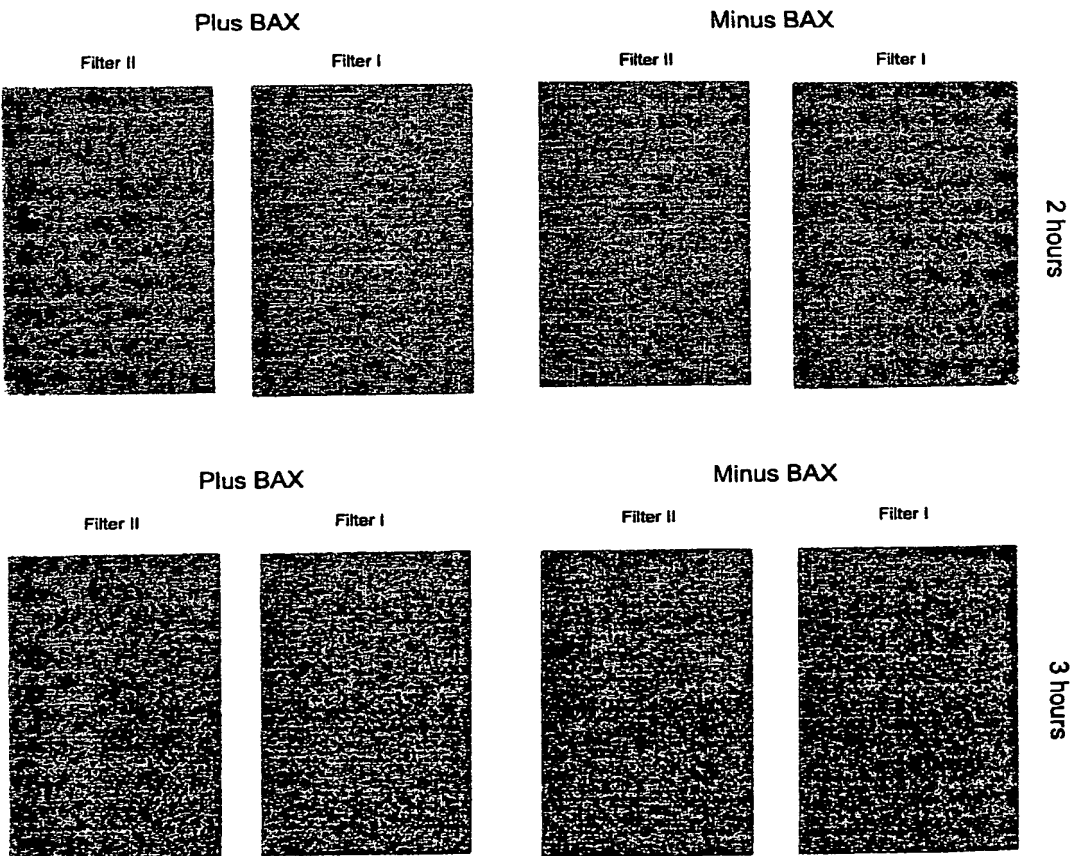 Plus BAX Minus BAX
Filter II Filter I Filter II Filter I
2 hours
Plus BAX Minus BAX
Filter II Filter I Filter II Filter I
3 hours